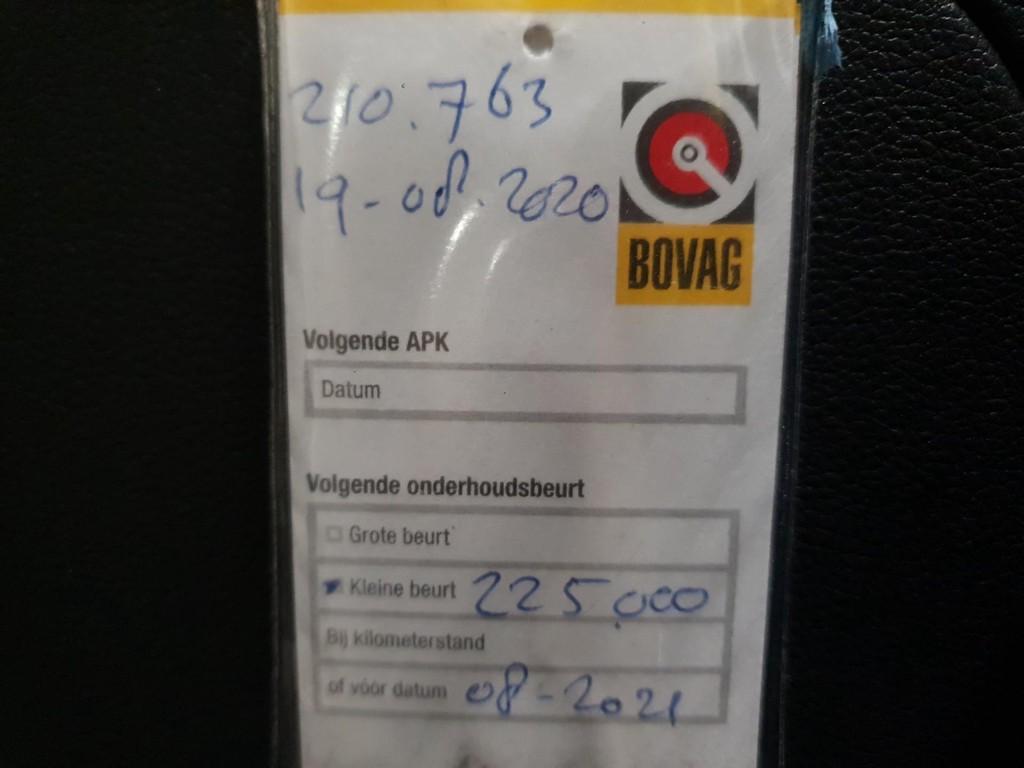 210.763
19-08-2020
BOVAG
Volgende APK
Datum
Volgende onderhoudsbeurt
Grote beurt*
Kleine beurt 225,000
Bij kilometerstand
of vóór datum 08-2021